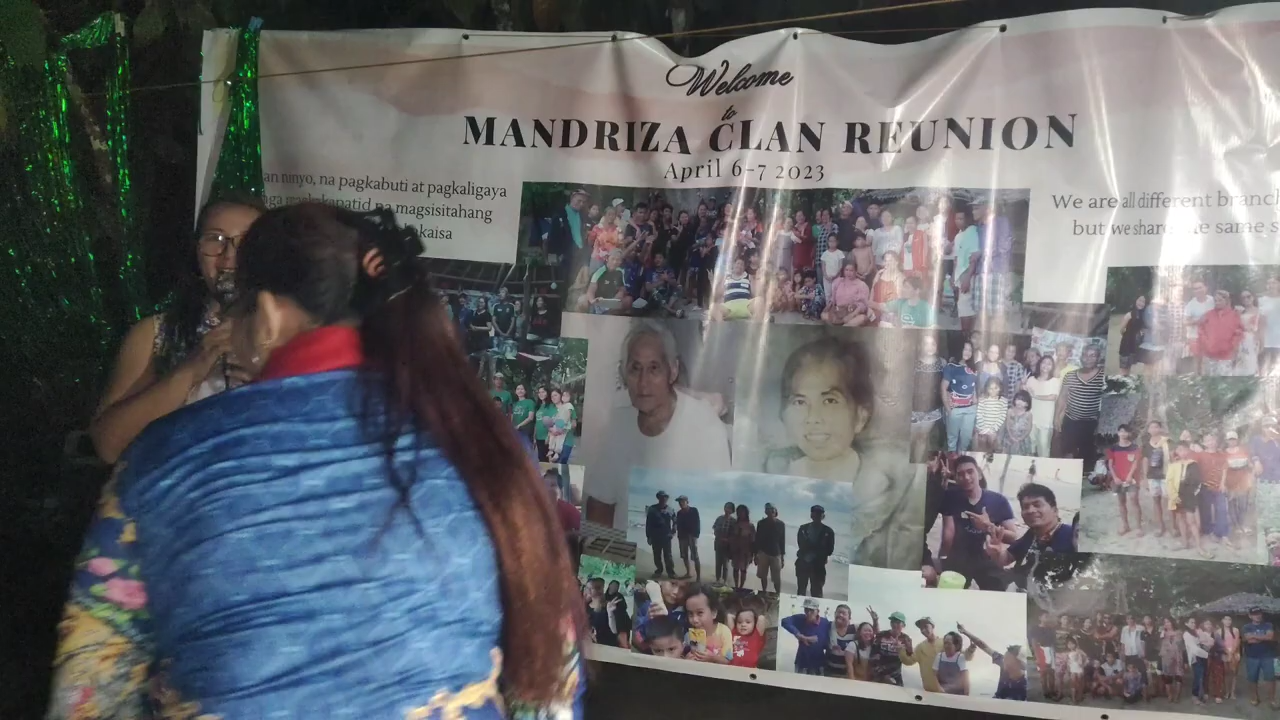 Welcome
to
MANDRIZA CLAN REUNION
April 6-7 2023
an ninyo, na pagkabuti at pagkaligaya
magkakapatid na magsisitahang
kaisa
We are all different branch
but we share the same s